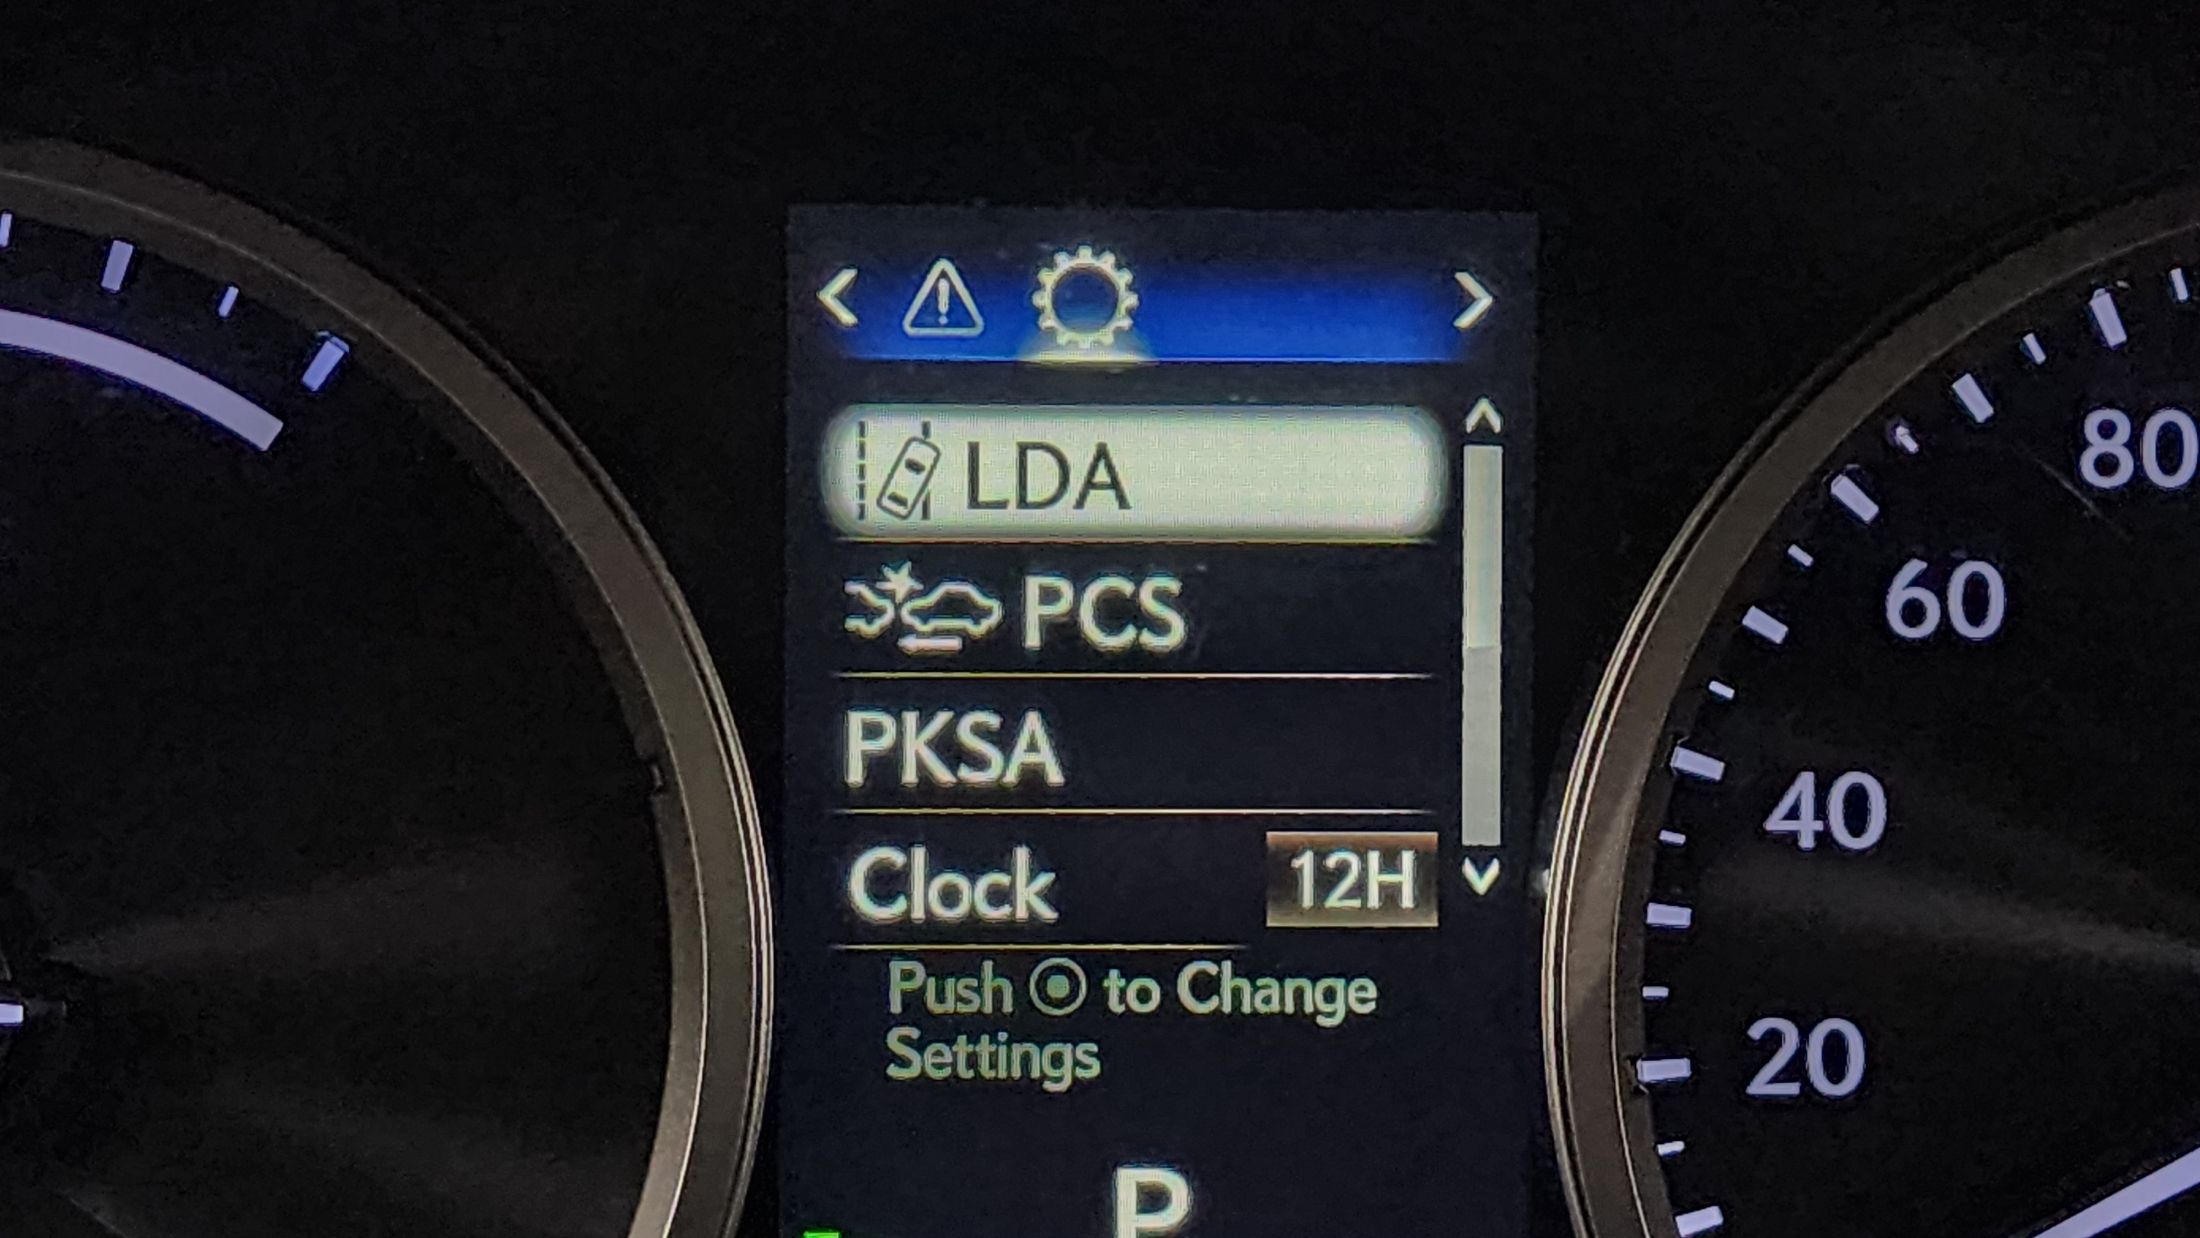 LDA
PCS
PKSA
Clock 12H
Push to Change
Settings
P
80
60
40
20